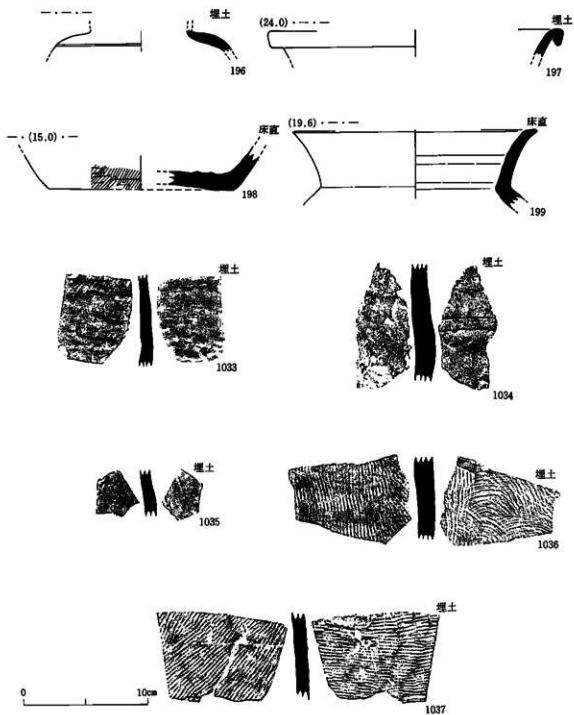 埋土
196
(24.0)
埋土
197
(15.0)
床直
198
(19.6)
床直
199
埋土
1033
埋土
1034
埋土
1035
埋土
1036
埋土
1037
0 10cm